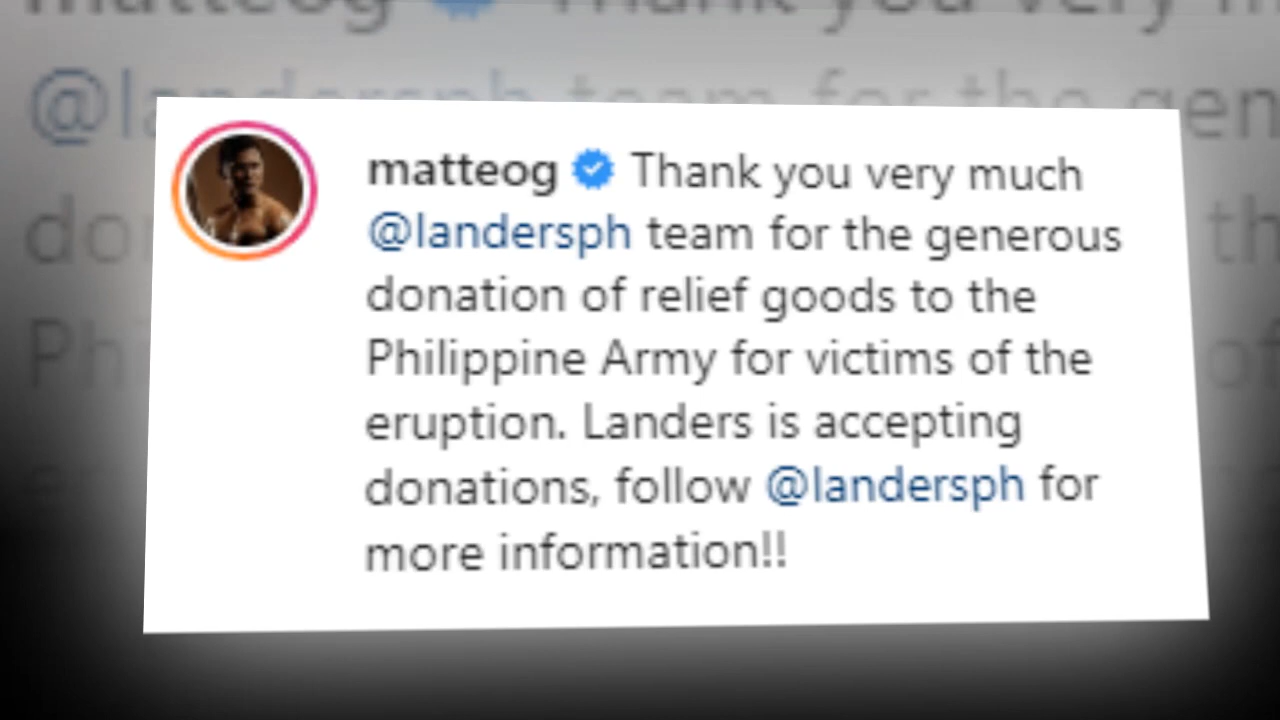 matteog Thank you very much
@landersph team for the generous
donation of relief goods to the
Philippine Army for victims of the
eruption. Landers is accepting
donations, follow @landersph for
more information!!